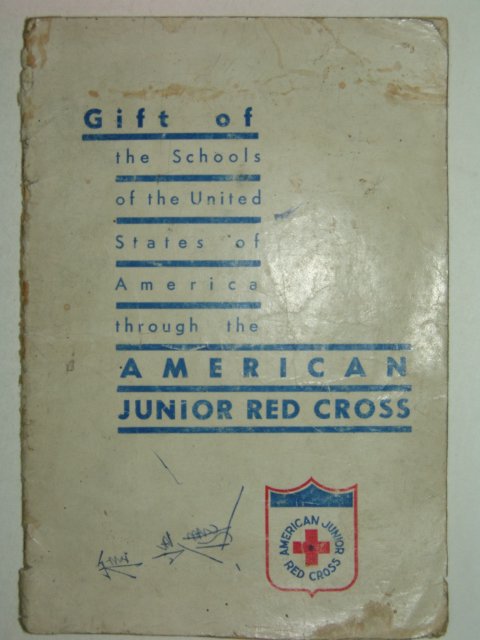 Gift of
the Schools
of the United
States of
America
through the
AMERICAN
JUNiOR RED CROSS
AMERICAN JUNIOR
RED CROSS